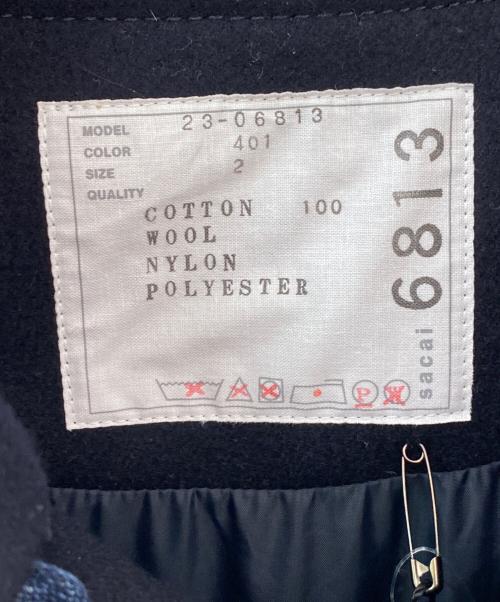 MODEL 23-06813
COLOR 401
SIZE 2
QUALITY
COTTON 100
WOOL
NYLON
POLYESTER
P W
sacai 6813